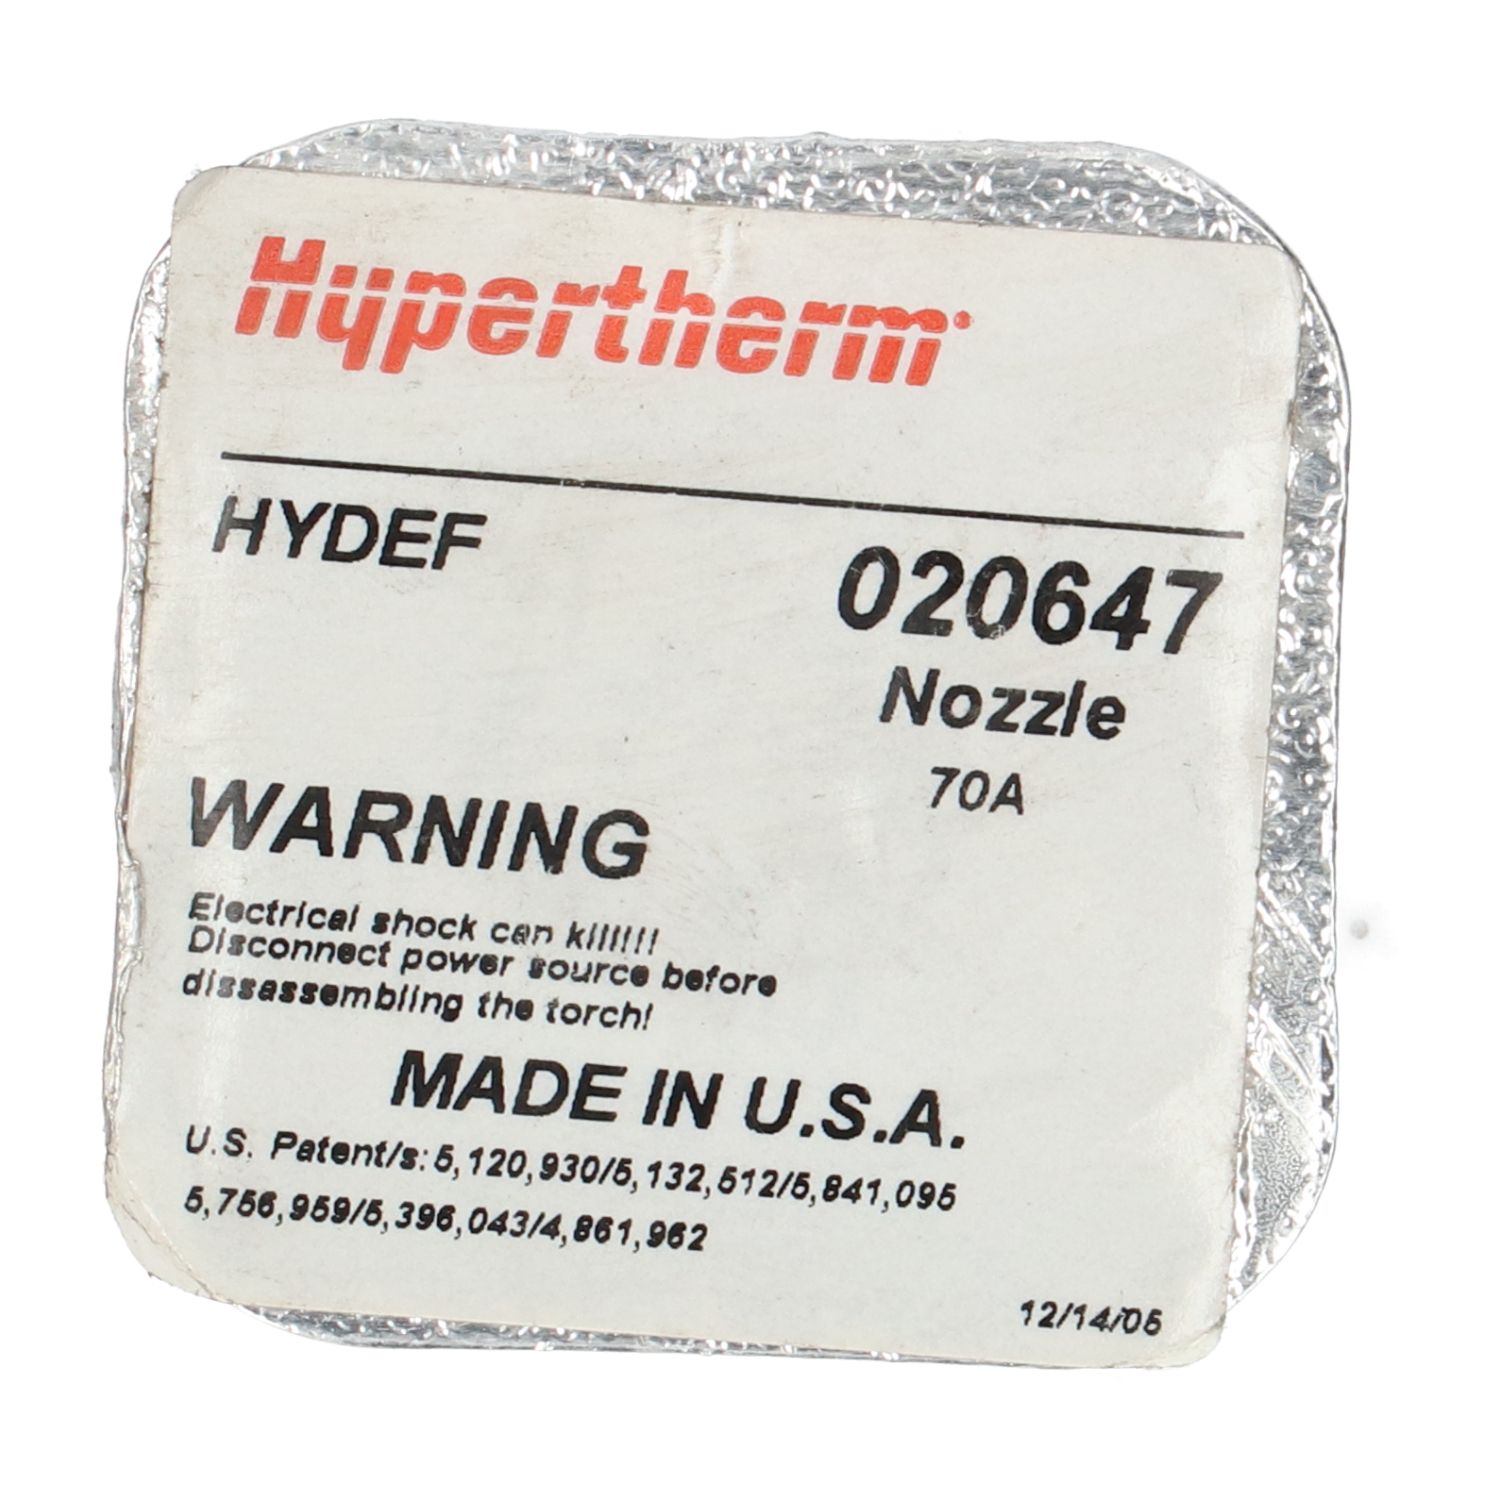 Hypertherm
HYDEF
020647
Nozzle
70A
WARNING
Electrical shock can kill!!!!
Disconnect power source before
dissassembling the torch!
MADE IN U.S.A.
U.S. Patent/s: 5,120,930/5,132,512/5,841,095
5,756,959/5,396,043/4,861,962
12/14/05